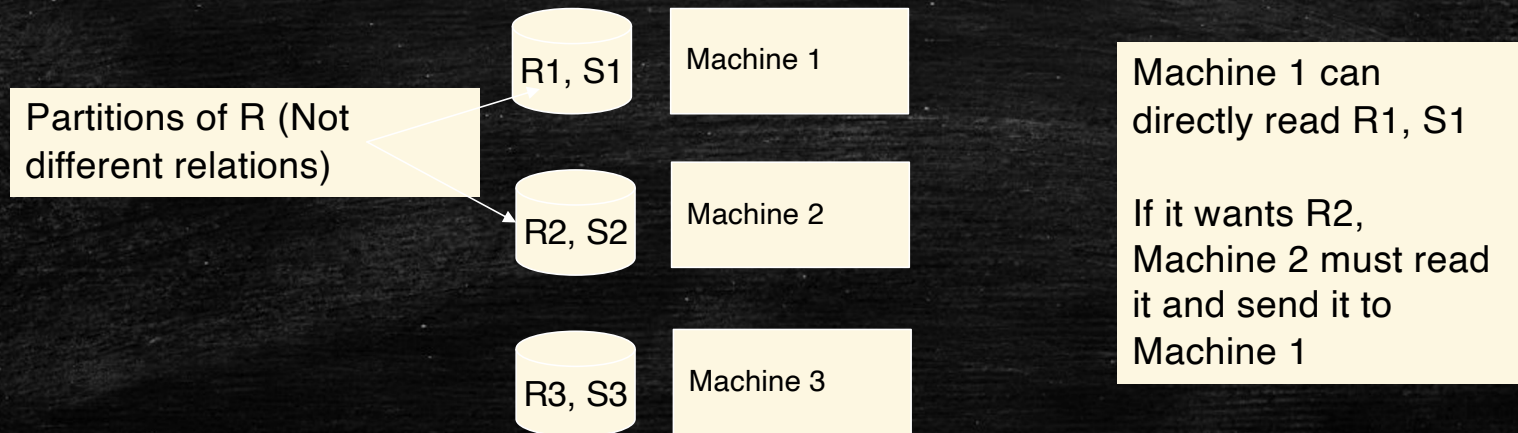 Partitions of R (Not
different relations)
R1, S1
Machine 1
R2, S2
Machine 2
R3, S3
Machine 3
Machine 1 can
directly read R1, S1
If it wants R2,
Machine 2 must read
it and send it to
Machine 1